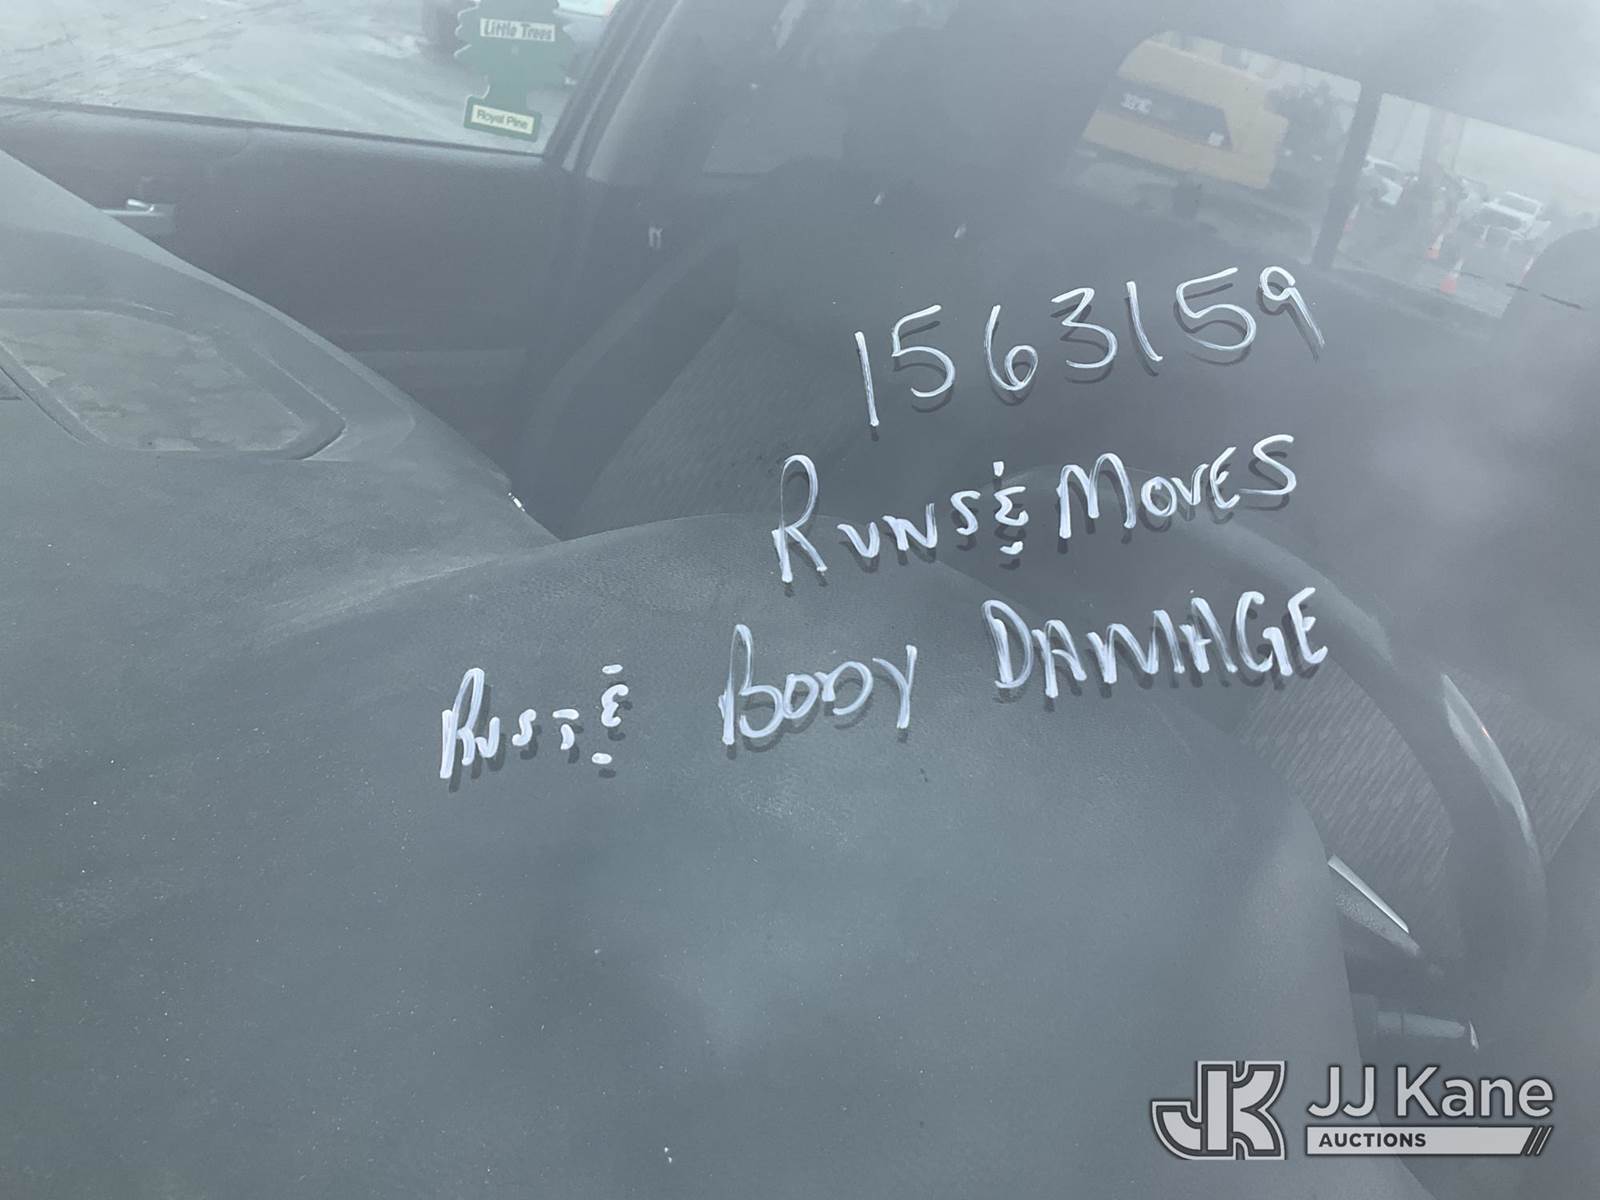 Little Trees
Royal Pine
1563159
RUNS & MOVES
RUST & BODY DAMAGE
JJ Kane
AUCTIONS